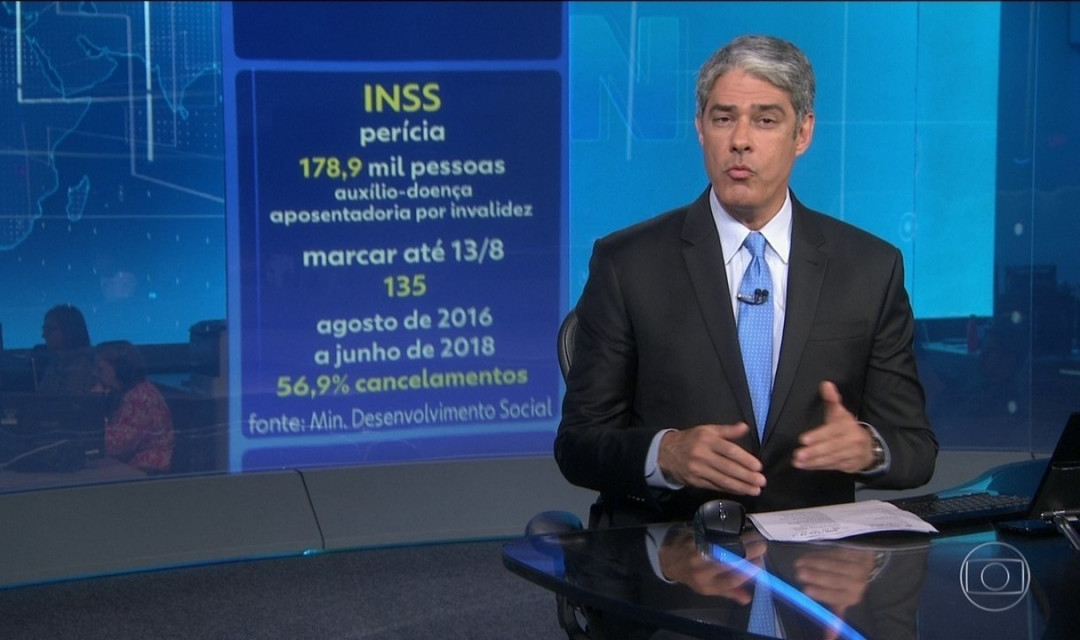 INSS
perícia
178,9 mil pessoas
auxílio-doença
aposentadoria por invalidez
marcar até 13/8
135
agosto de 2016
a junho de 2018
56,9% cancelamentos
fonte: Min. Desenvolvimento Social